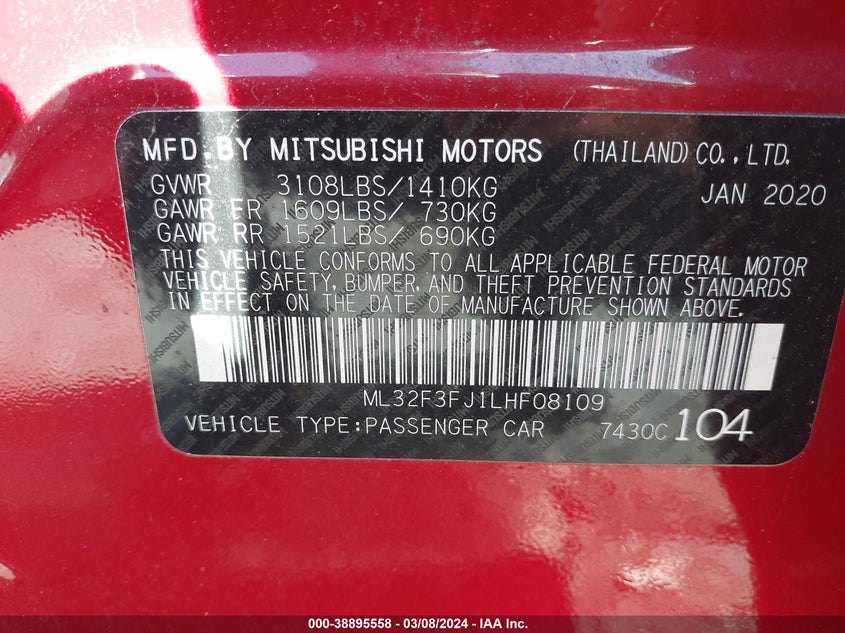 MFD.BY MITSUBISHI MOTORS (THAILAND)CO.,LTD.
GVWR 3108LBS/1410KG JAN 2020
GAWR FR 1609LBS/ 730KG
GAWR RR 1521LBS/ 690KG
THIS VEHICLE CONFORMS TO ALL APPLICABLE FEDERAL MOTOR
VEHICLE SAFETY, BUMPER, AND THEFT PREVENTION STANDARDS
IN EFFECT ON THE DATE OF MANUFACTURE SHOWN ABOVE.
ML32F3FJ1LHF08109
VEHICLE TYPE:PASSENGER CAR 7430C 104
000-38895558 - 03/08/2024 - IAA Inc.